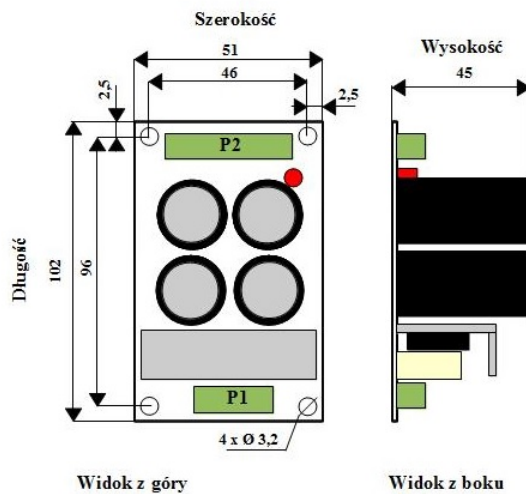 Szerokość
51
46
2,5
2,5
Wysokość
45
P2
Długość
102
96
P1
4 x Ø 3,2
Widok z góry
Widok z boku